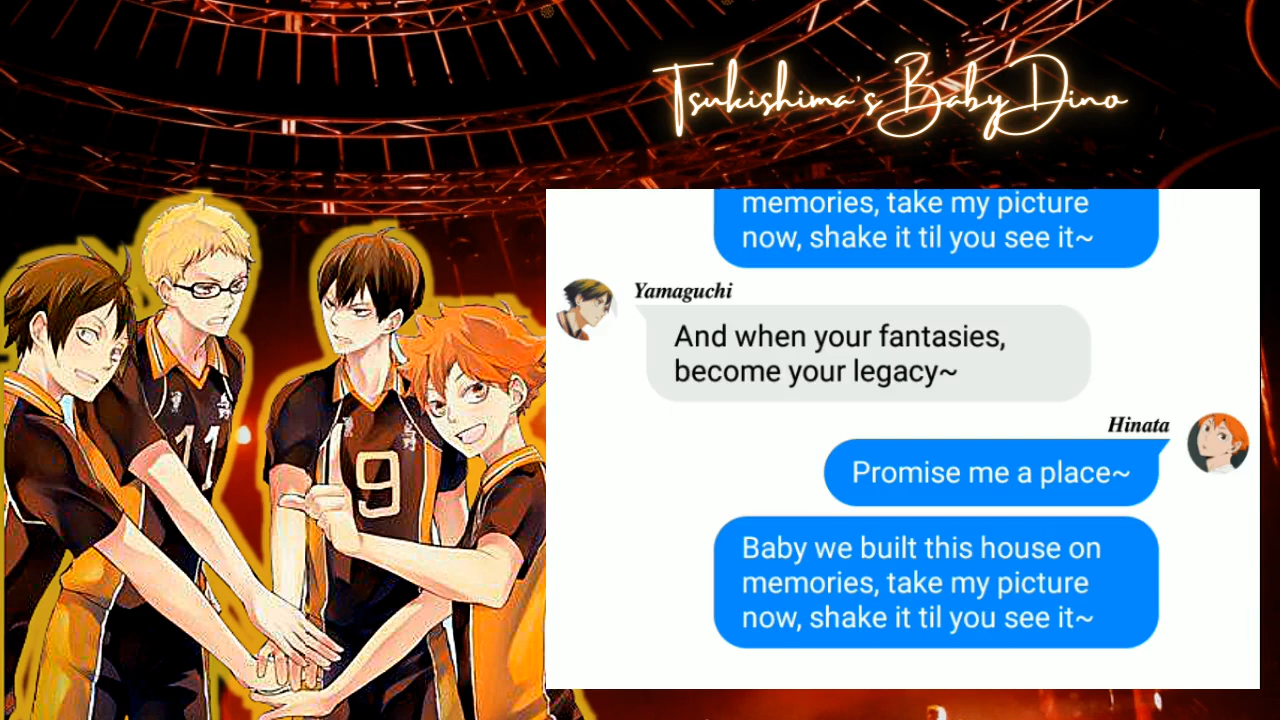 Tsukishima's Baby Dino
memories, take my picture
now, shake it til you see it~
Yamaguchi
And when your fantasies,
become your legacy~
Hinata
Promise me a place~
Baby we built this house on
memories, take my picture
now, shake it til you see it~
11
9